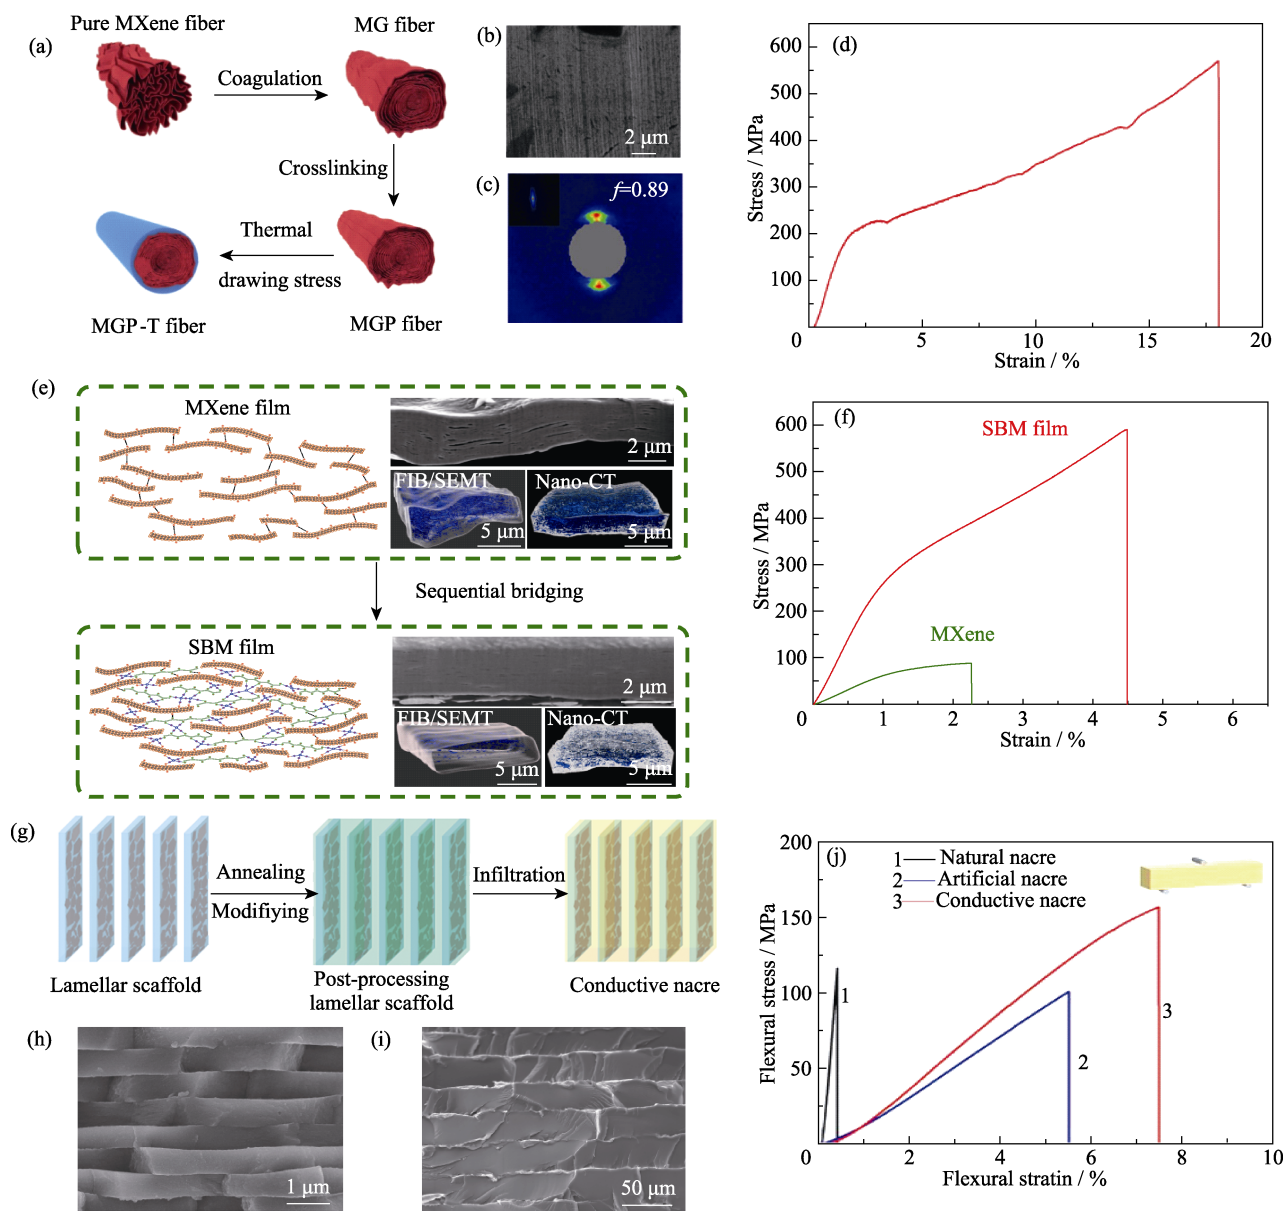 (a)
Pure MXene fiber
MG fiber
Coagulation
Crosslinking
Thermal
drawing stress
MGP-T fiber
MGP fiber
(b)
2 μm
(c)
f=0.89
(d)
Stress / MPa
600
500
400
300
200
100
0
5
10
15
20
Strain / %
(e)
MXene film
2 μm
FIB/SEMT
5 μm
Nano-CT
5 μm
Sequential bridging
SBM film
2 μm
FIB/SEMT
5 μm
Nano-CT
5 μm
(f)
SBM film
MXene
Stress / MPa
600
500
400
300
200
100
0
1
2
3
4
5
6
Strain / %
(g)
Annealing
Modifiying
Infiltration
Lamellar scaffold
Post-processing
lamellar scaffold
Conductive nacre
(h)
1 μm
(i)
50 μm
(j)
1 Natural nacre
2 Artificial nacre
3 Conductive nacre
1
2
3
Flexural stress / MPa
200
150
100
50
0
0
2
4
6
8
10
Flexural stratin / %